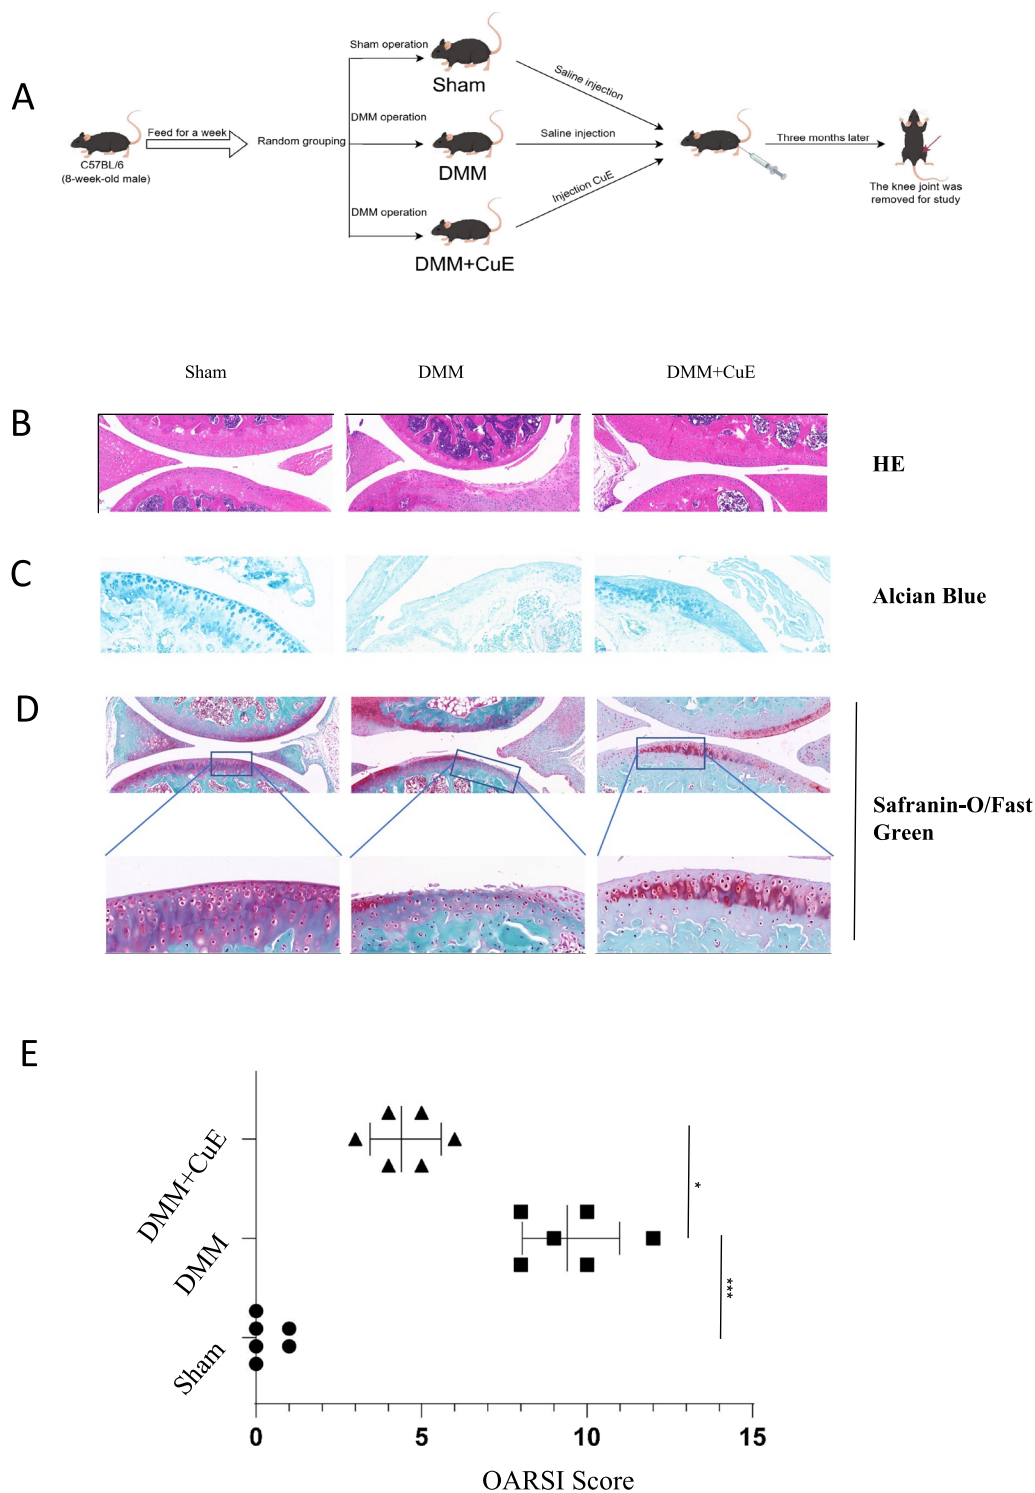 A
Sham operation
Sham
Saline injection
C57BL/6
(8-week-old male)
Feed for a week
Random grouping
DMM operation
DMM
Saline injection
Three months later
The knee joint was
removed for study
DMM operation
DMM+CuE
Injection CuE
Sham
DMM
DMM+CuE
B
HE
C
Alcian Blue
D
Safranin-O/Fast
Green
E
DMM+CuE
DMM
Sham
*
***
0
5
10
15
OARSI Score